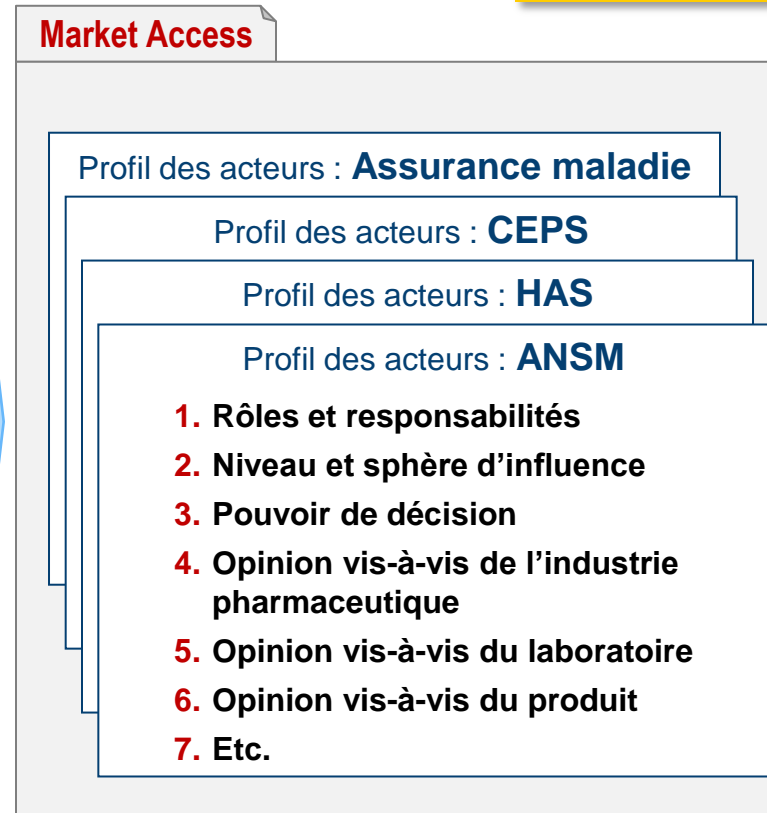 Market Access
Profil des acteurs : Assurance maladie
Profil des acteurs : CEPS
Profil des acteurs : HAS
Profil des acteurs : ANSM
1. Rôles et responsabilités
2. Niveau et sphère d’influence
3. Pouvoir de décision
4. Opinion vis-à-vis de l’industrie
pharmaceutique
5. Opinion vis-à-vis du laboratoire
6. Opinion vis-à-vis du produit
7. Etc.